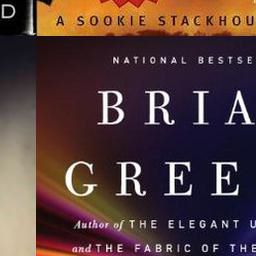 D
A SOOKIE STACKHOU
NATIONAL BESTSE
BRIA
GREE
Author of THE ELEGANT U
and THE FABRIC OF THE